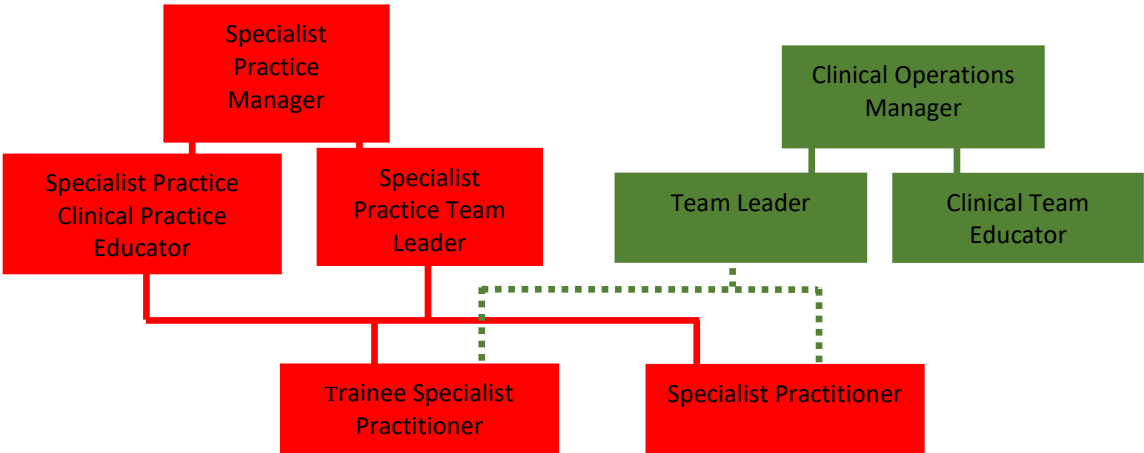 Specialist
Practice
Manager
Clinical Operations
Manager
Specialist Practice
Clinical Practice
Educator
Specialist
Practice Team
Leader
Team Leader
Clinical Team
Educator
Trainee Specialist
Practitioner
Specialist Practitioner